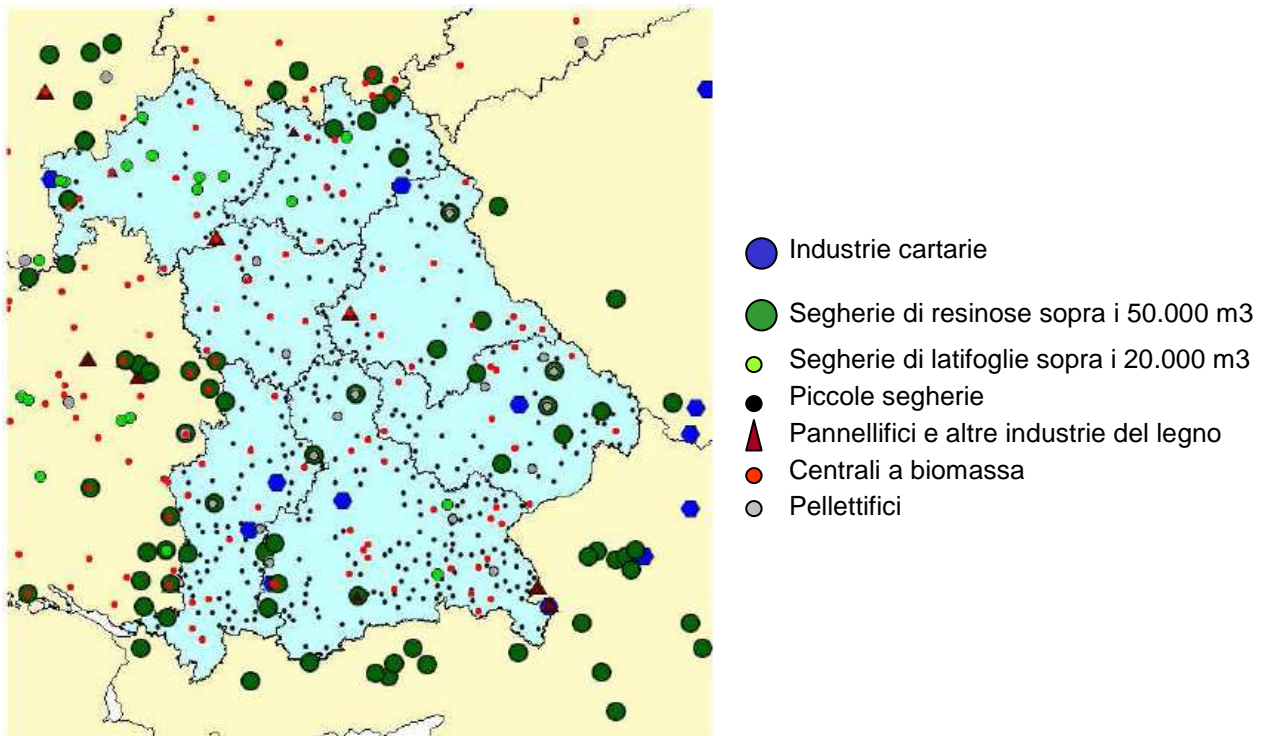 Industrie cartarie
Segherie di resinose sopra i 50.000 m3
Segherie di latifoglie sopra i 20.000 m3
Piccole segherie
Pannellifici e altre industrie del legno
Centrali a biomassa
Pellettifici